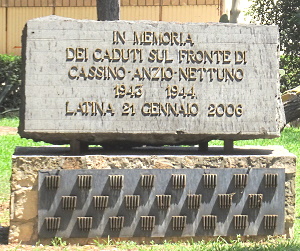 IN MEMORIA
DEI CADUTI SUL FRONTE DI
CASSINO-ANZIO-NETTUNO
1943 1944
LATINA 21 GENNAIO 2006